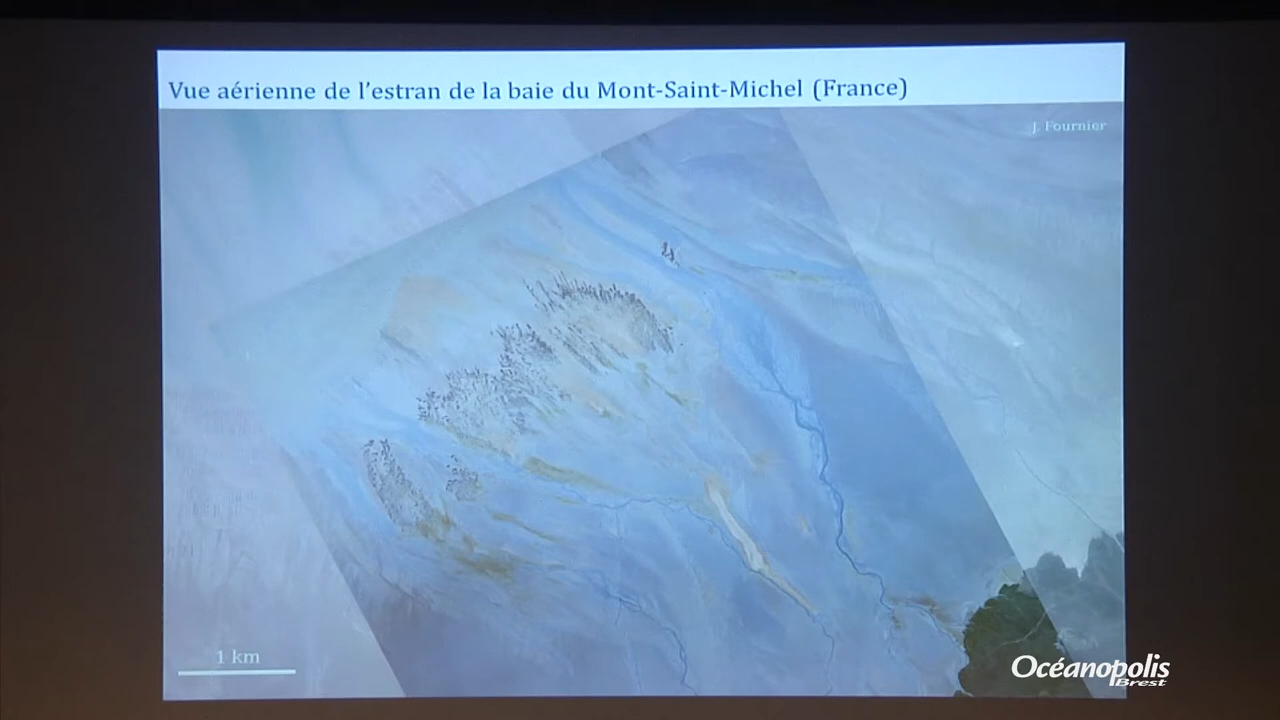 Vue aérienne de l'estran de la baie du Mont-Saint-Michel (France)
J. Fournier
1 km
Océanopolis
Brest